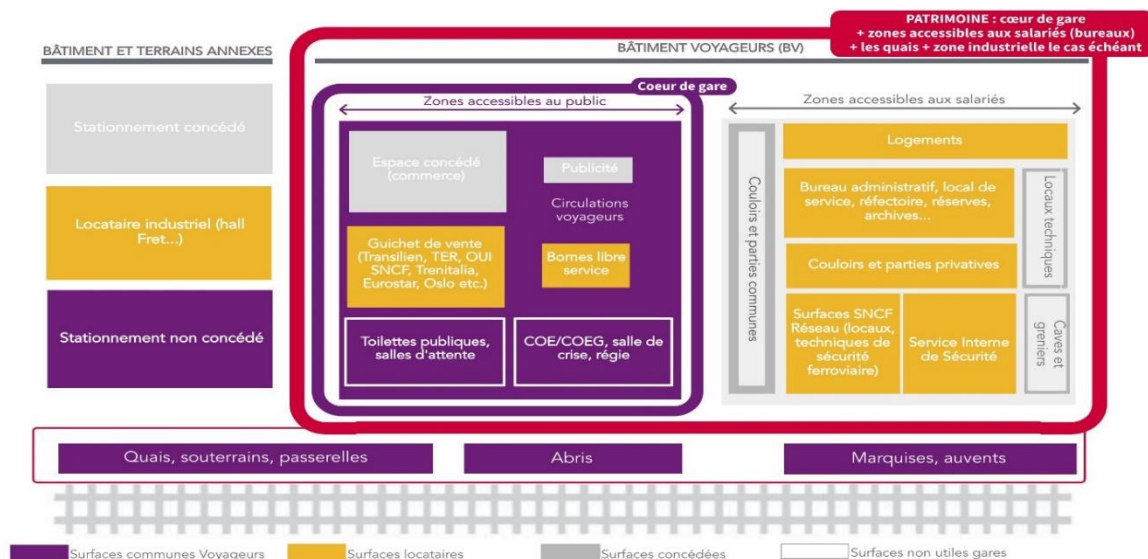 PATRIMOINE : cœur de gare
+ zones accessibles aux salariés (bureaux)
+ les quais + zone industrielle le cas échéant
BÂTIMENT ET TERRAINS ANNEXES
BÂTIMENT VOYAGEURS (BV)
Coeur de gare
Zones accessibles au public
Zones accessibles aux salariés
Stationnement concédé
Locataire industriel (hall
Fret...)
Stationnement non concédé
Espace concédé
(commerce)
Publicité
Circulations
voyageurs
Guichet de vente
(Transilien, TER, OUI
SNCF, Trenitalia,
Eurostar, Oslo etc.)
Bornes libre
service
Toilettes publiques,
salles d'attente
COE/COEG, salle de
crise, régie
Couloirs et parties communes
Logements
Bureau administratif, local de
service, réfectoire, réserves,
archives...
Couloirs et parties privatives
Locaux techniques
Surfaces SNCF
Réseau (locaux,
techniques de
sécurité
ferroviaire)
Service Interne
de Sécurité
Caves et
greniers
Quais, souterrains, passerelles
Abris
Marquises, auvents
Surfaces communes Voyageurs
Surfaces locataires
Surfaces concédées
Surfaces non utiles gares